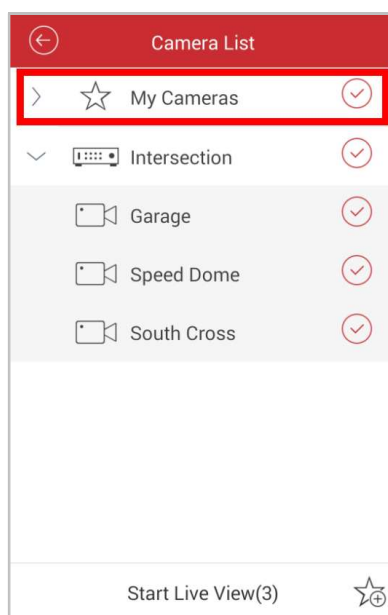 Camera List
My Cameras
Intersection
Garage
Speed Dome
South Cross
Start Live View(3)